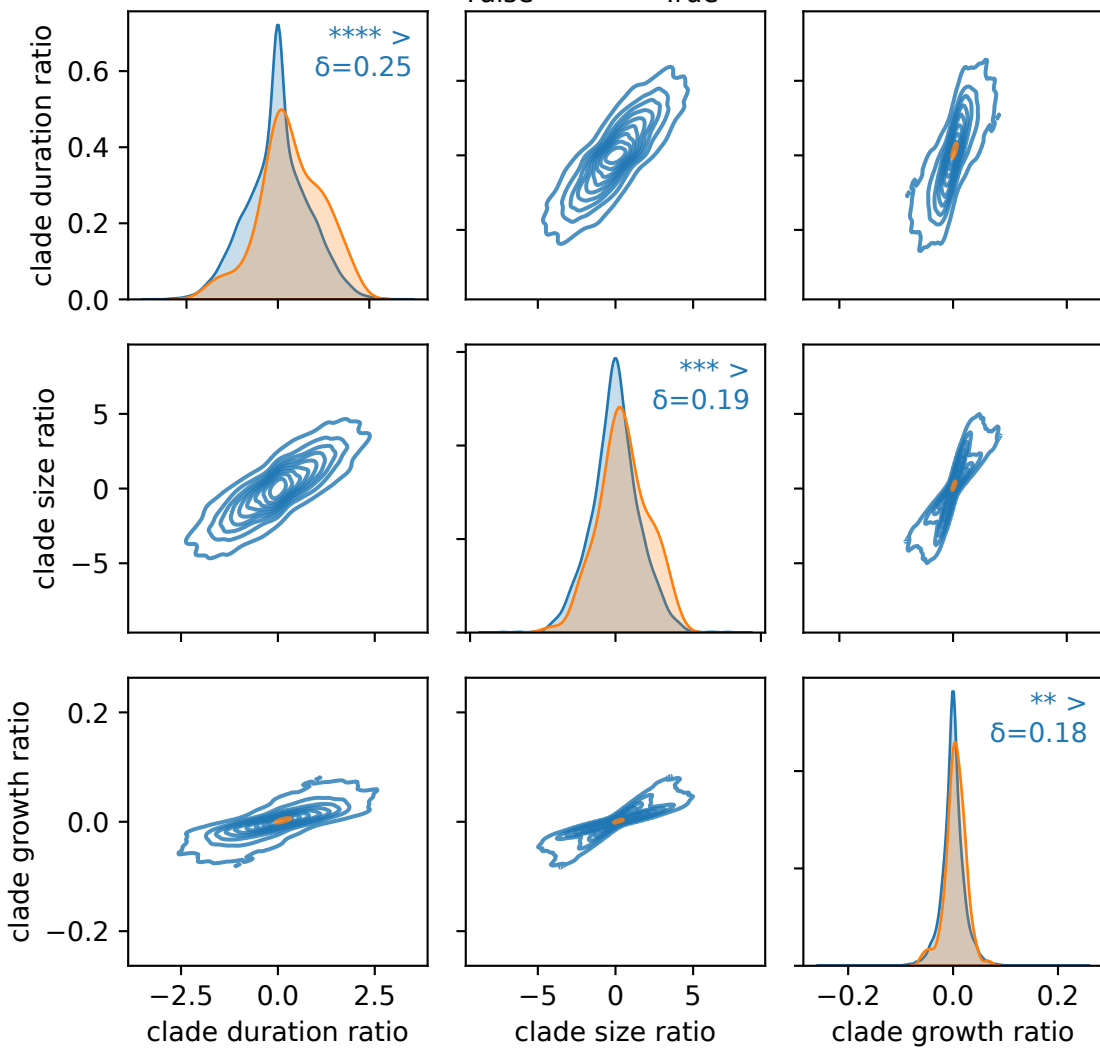 **** >
δ=0.25
0.6
0.4
0.2
0.0
clade duration ratio
*** >
δ=0.19
5
0
−5
clade size ratio
** >
δ=0.18
0.2
0.0
−0.2
clade growth ratio
−2.5 0.0 2.5
−5 0 5
−0.2 0.0 0.2
clade duration ratio
clade size ratio
clade growth ratio